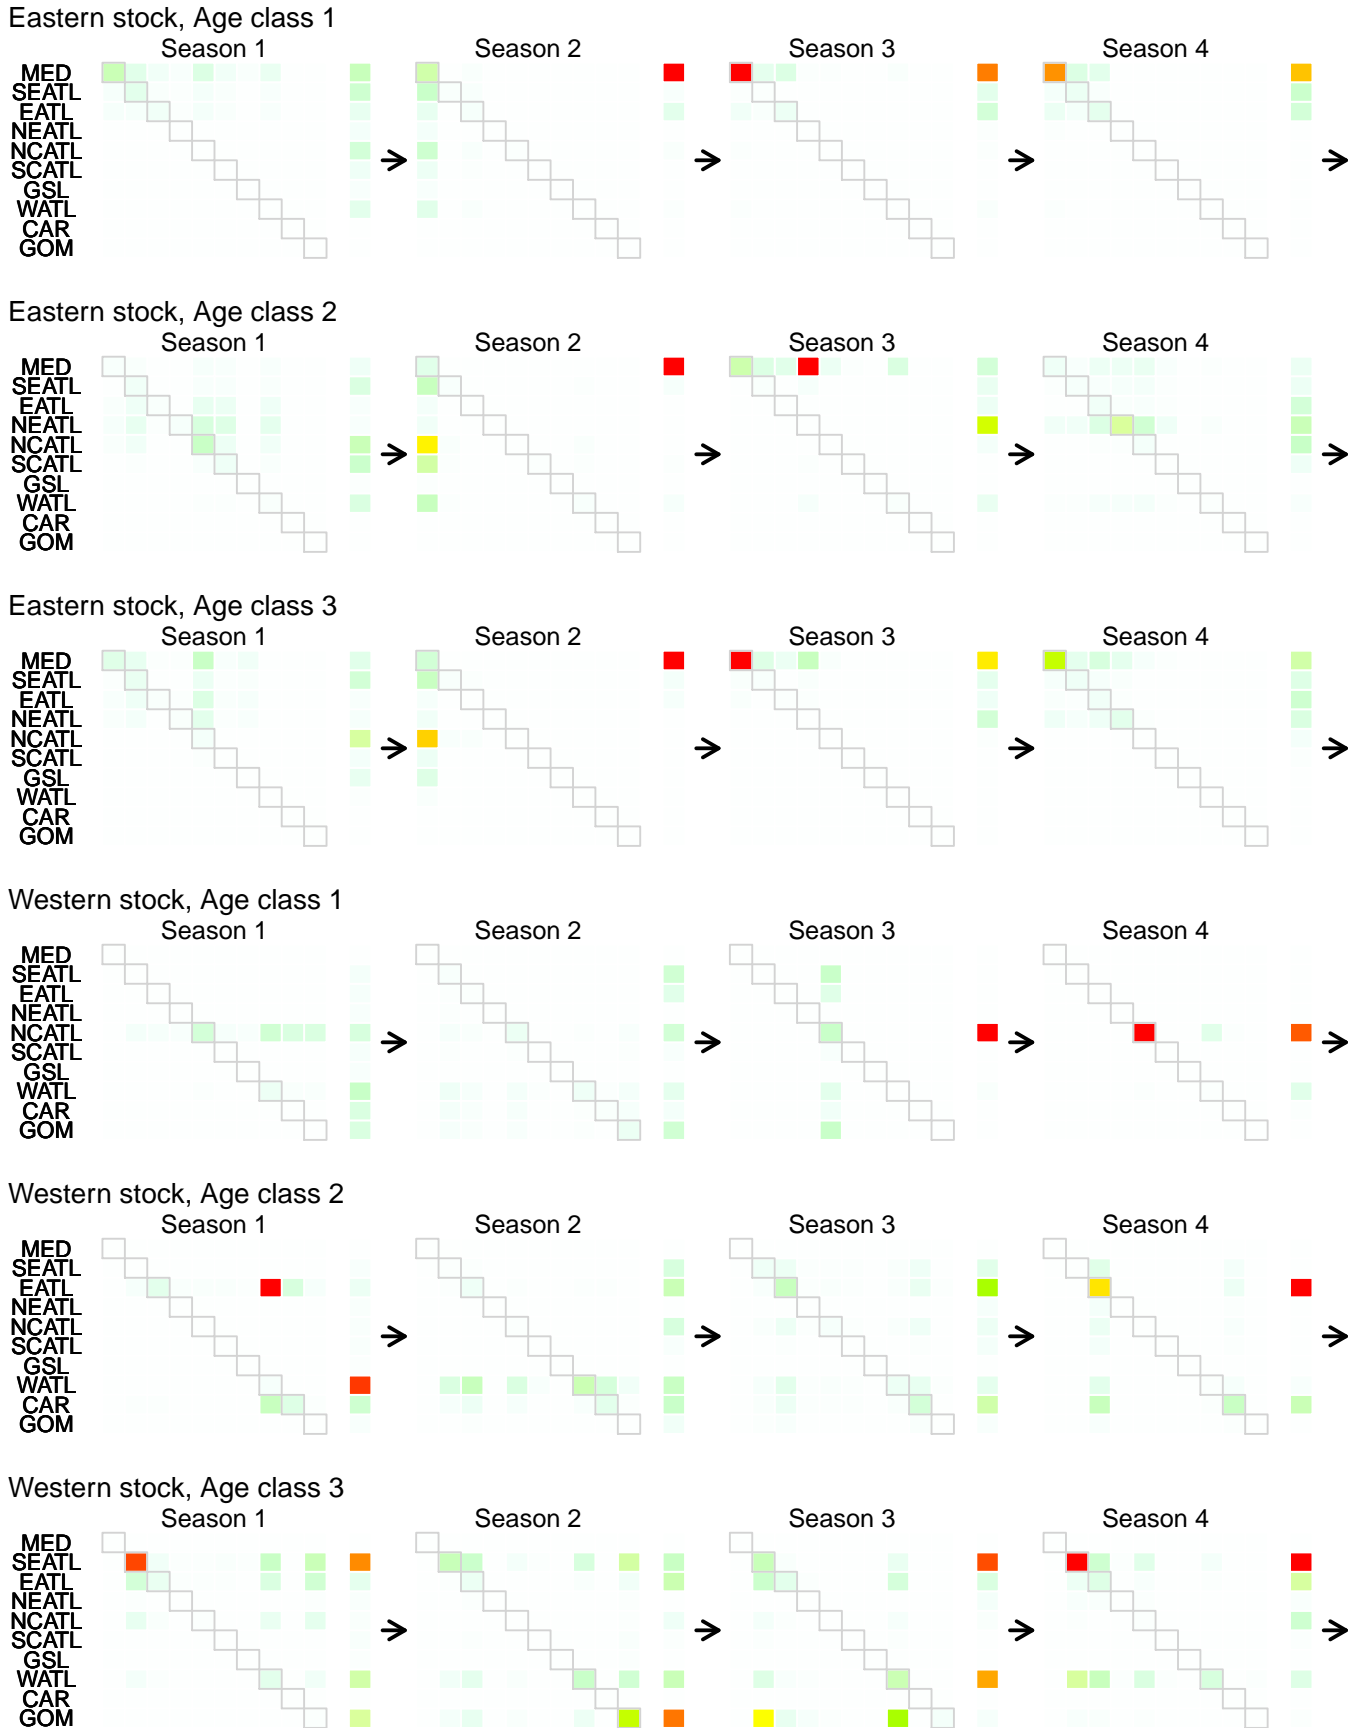 Eastern stock, Age class 1
Season 1 Season 2 Season 3 Season 4
MED
SEATL
EATL
NEATL
NCATL
SCATL
GSL
WATL
CAR
GOM
Eastern stock, Age class 2
Season 1 Season 2 Season 3 Season 4
MED
SEATL
EATL
NEATL
NCATL
SCATL
GSL
WATL
CAR
GOM
Eastern stock, Age class 3
Season 1 Season 2 Season 3 Season 4
MED
SEATL
EATL
NEATL
NCATL
SCATL
GSL
WATL
CAR
GOM
Western stock, Age class 1
Season 1 Season 2 Season 3 Season 4
MED
SEATL
EATL
NEATL
NCATL
SCATL
GSL
WATL
CAR
GOM
Western stock, Age class 2
Season 1 Season 2 Season 3 Season 4
MED
SEATL
EATL
NEATL
NCATL
SCATL
GSL
WATL
CAR
GOM
Western stock, Age class 3
Season 1 Season 2 Season 3 Season 4
MED
SEATL
EATL
NEATL
NCATL
SCATL
GSL
WATL
CAR
GOM